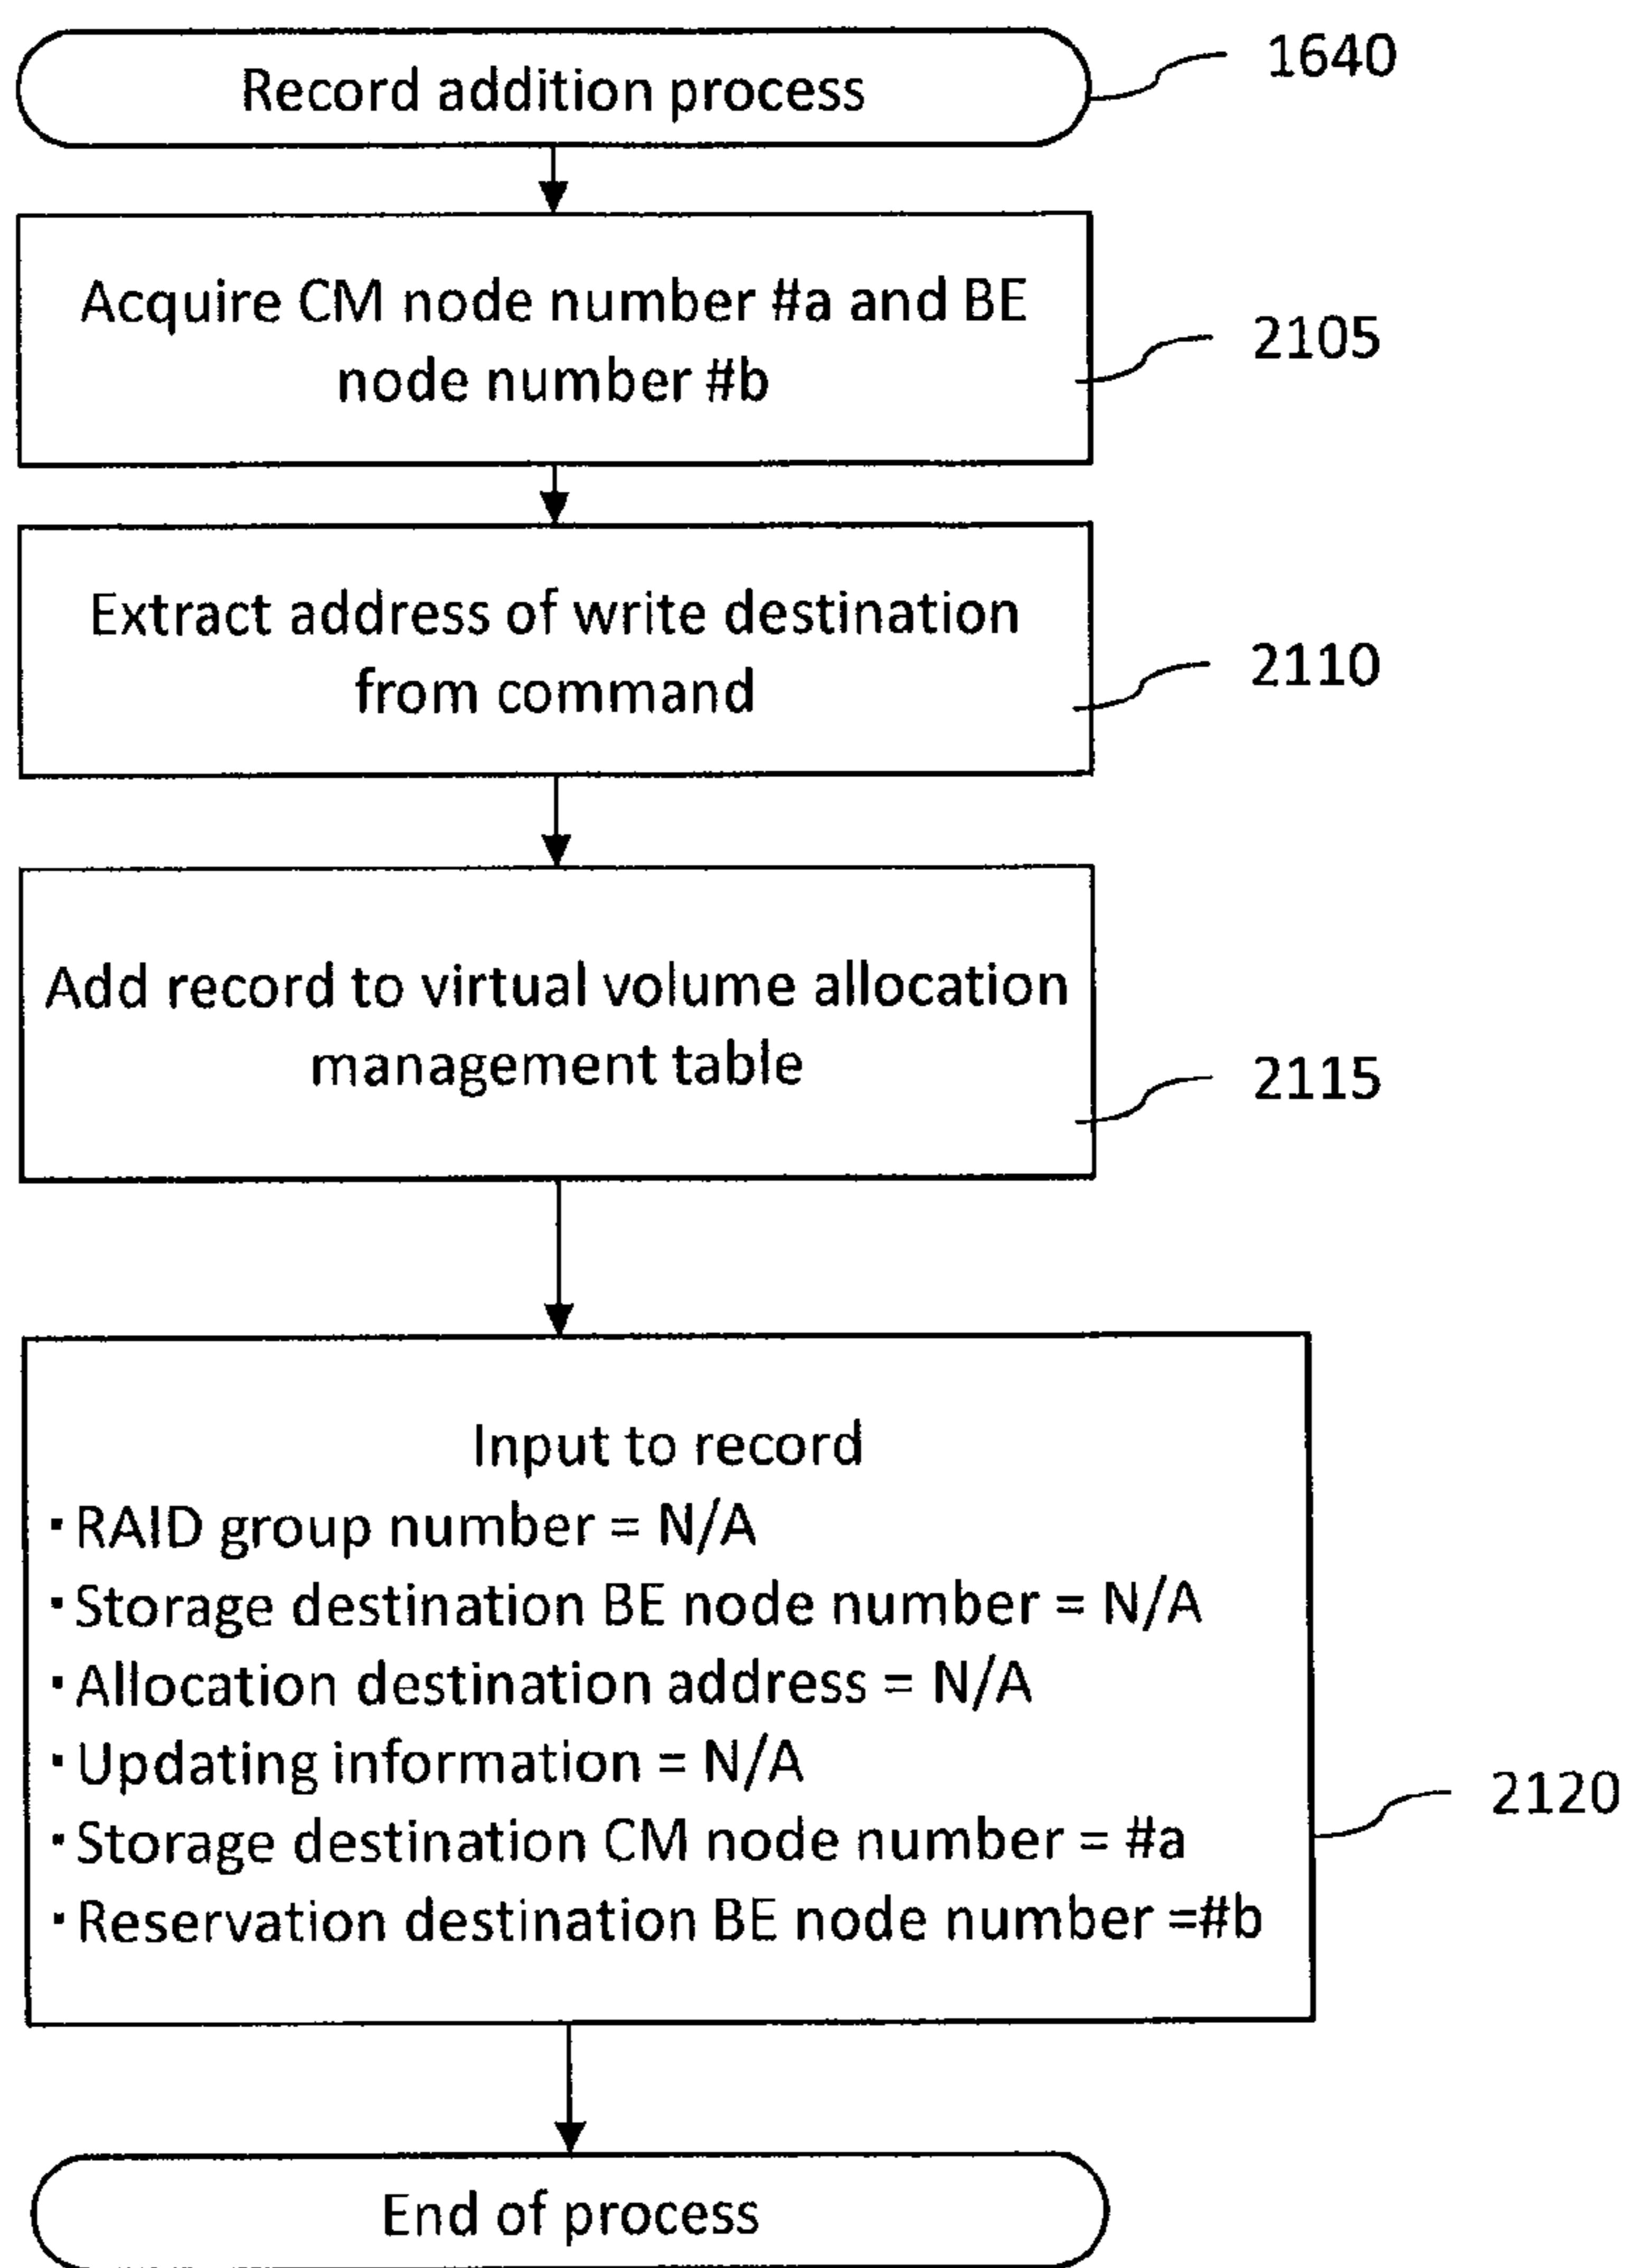 Record addition process
1640
Acquire CM node number #a and BE
node number #b
2105
Extract address of write destination
from command
2110
Add record to virtual volume allocation
management table
2115
Input to record
・RAID group number = N/A
・Storage destination BE node number = N/A
・Allocation destination address = N/A
・Updating information = N/A
・Storage destination CM node number = #a
・Reservation destination BE node number =#b
2120
End of process